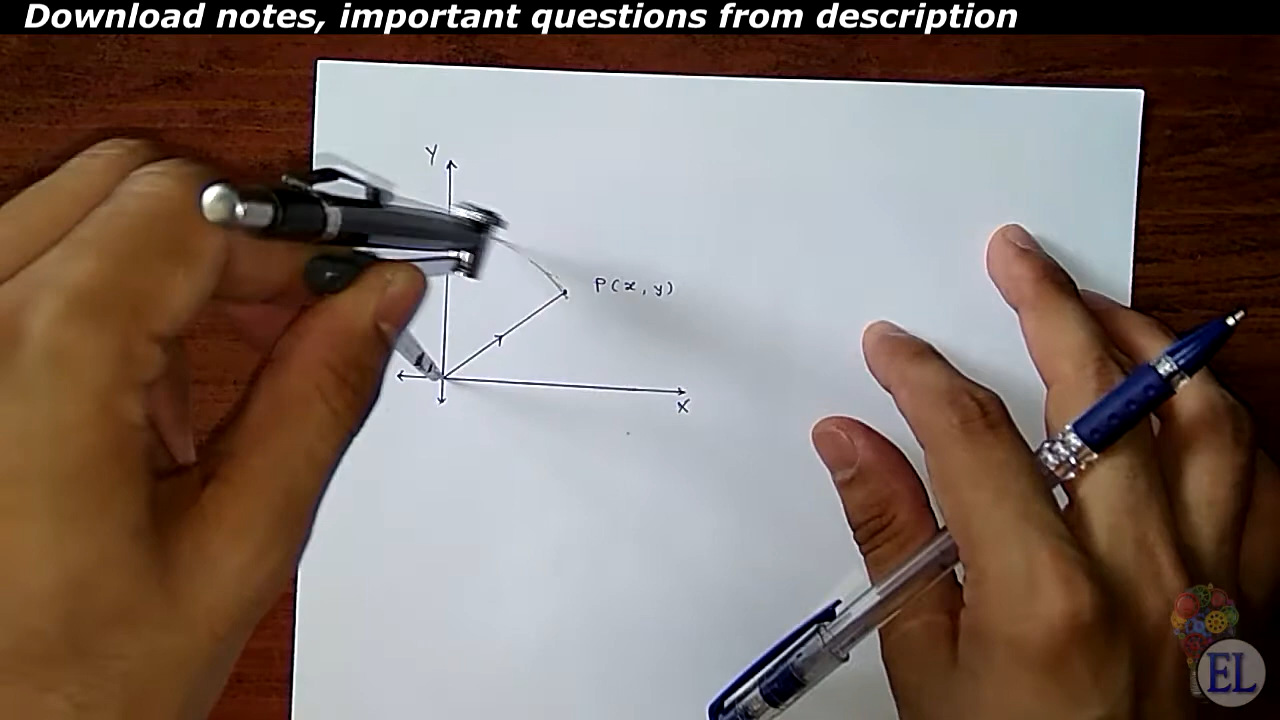 Download notes, important questions from description
Y
P(x, y)
X
EL